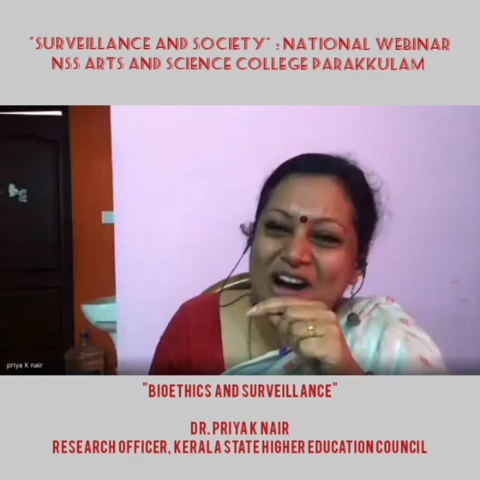 "SURVEILLANCE AND SOCIETY" : NATIONAL WEBINAR
NSS ARTS AND SCIENCE COLLEGE PARAKKULAM
priya K nair
"BIOETHICS AND SURVEILLANCE"
DR. PRIYA K NAIR
RESEARCH OFFICER, KERALA STATE HIGHER EDUCATION COUNCIL